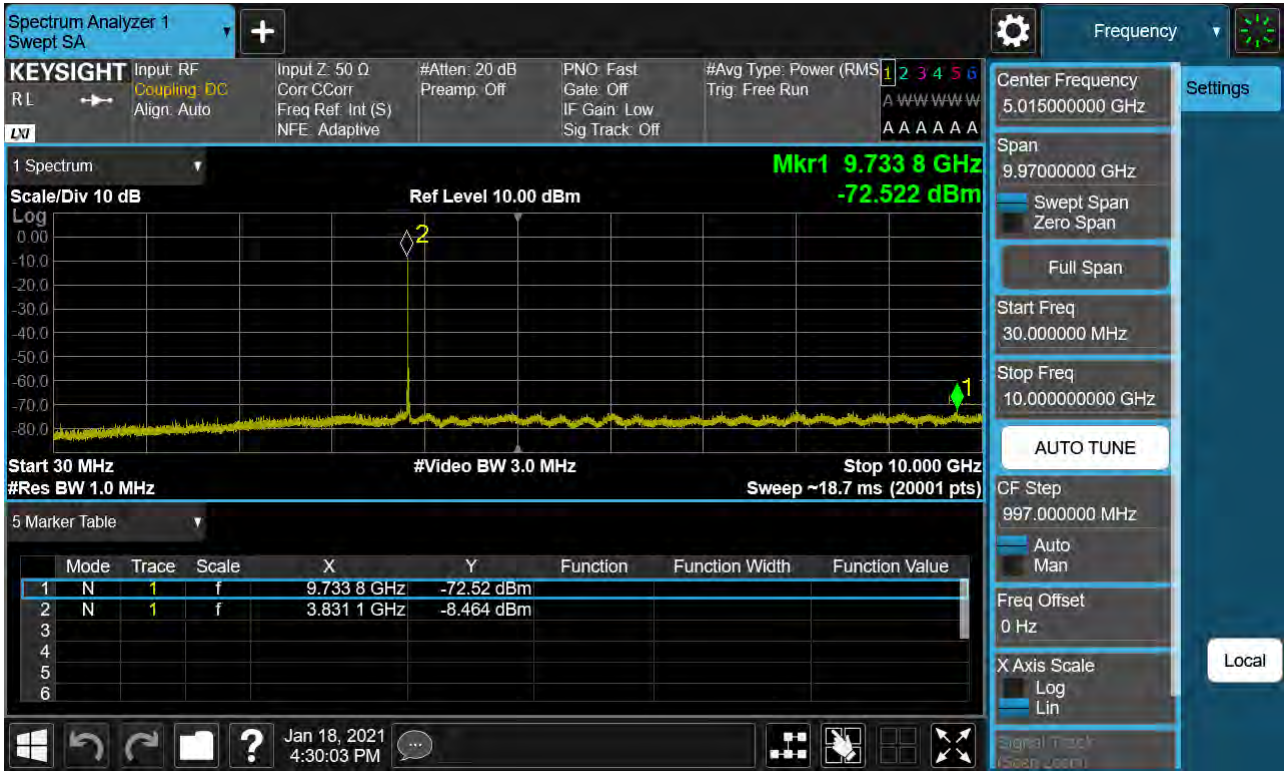 Spectrum Analyzer 1
Swept SA
Frequency
KEYSIGHT
RL
LXI
Input: RF
Coupling: DC
Align: Auto
Input Z: 50 Ω
Corr CCorr
Freq Ref: Int (S)
NFE: Adaptive
#Atten: 20 dB
Preamp: Off
PNO: Fast
Gate: Off
IF Gain: Low
Sig Track: Off
#Avg Type: Power (RMS
Trig: Free Run
1 2 3 4 5 6
A W W W W W
A A A A A A
1 Spectrum
Mkr1 9.733 8 GHz
Scale/Div 10 dB
Ref Level 10.00 dBm
-72.522 dBm
Log
0.00
-10.0
-20.0
-30.0
-40.0
-50.0
-60.0
-70.0
-80.0
2
1
Start 30 MHz
#Video BW 3.0 MHz
Stop 10.000 GHz
#Res BW 1.0 MHz
Sweep ~18.7 ms (20001 pts)
5 Marker Table
Mode Trace Scale X Y Function Function Width Function Value
1 N 1 f 9.733 8 GHz -72.52 dBm
2 N 1 f 3.831 1 GHz -8.464 dBm
3
4
5
6
Jan 18, 2021
4:30:03 PM
?
Center Frequency
5.015000000 GHz
Span
9.97000000 GHz
Swept Span
Zero Span
Full Span
Start Freq
30.000000 MHz
Stop Freq
10.000000000 GHz
AUTO TUNE
CF Step
997.000000 MHz
Auto
Man
Freq Offset
0 Hz
X Axis Scale
Log
Lin
Signal Track
(Span Zoom)
Settings
Local